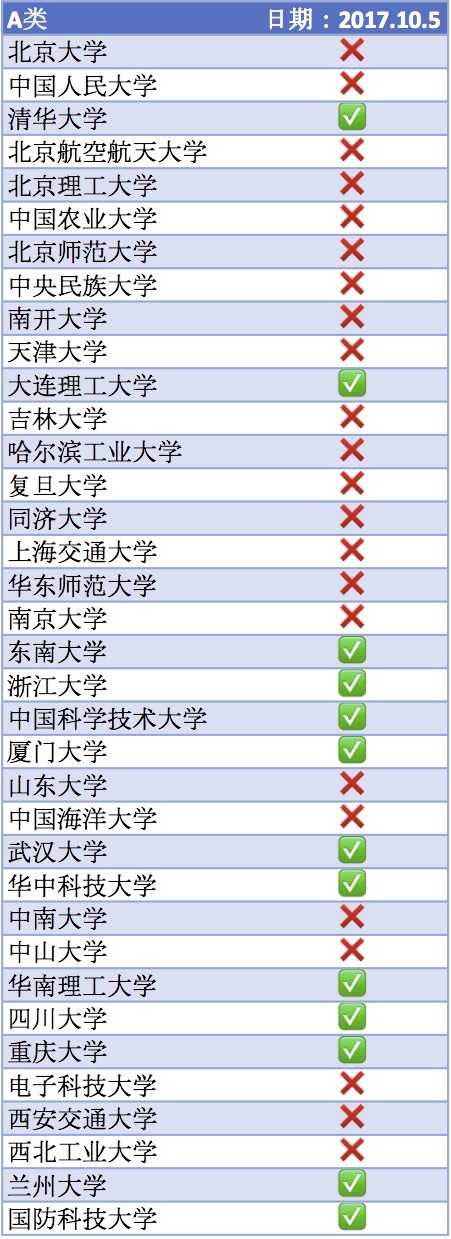 A类 日期：2017.10.5
北京大学 ❌
中国人民大学 ❌
清华大学 ✅
北京航空航天大学 ❌
北京理工大学 ❌
中国农业大学 ❌
北京师范大学 ❌
中央民族大学 ❌
南开大学 ❌
天津大学 ❌
大连理工大学 ✅
吉林大学 ❌
哈尔滨工业大学 ❌
复旦大学 ❌
同济大学 ❌
上海交通大学 ❌
华东师范大学 ❌
南京大学 ❌
东南大学 ✅
浙江大学 ✅
中国科学技术大学 ✅
厦门大学 ✅
山东大学 ❌
中国海洋大学 ❌
武汉大学 ✅
华中科技大学 ✅
中南大学 ❌
中山大学 ❌
华南理工大学 ✅
四川大学 ✅
重庆大学 ✅
电子科技大学 ❌
西安交通大学 ❌
西北工业大学 ❌
兰州大学 ✅
国防科技大学 ✅